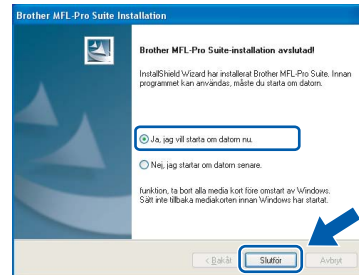 Brother MFL-Pro Suite Installation
Brother MFL-Pro Suite-installation avslutad!
InstallShield Wizard har installerat Brother MFL-Pro Suite. Innan
programmet kan användas, måste du starta om datorn.
Ja, jag vill starta om datorn nu.
Nej, jag startar om datorn senare.
funktion, ta bort alla media kort före omstart av Windows.
Sätt inte tillbaka mediakorten innan Windows har startat.
< Bakåt
Slutför
Avbryt